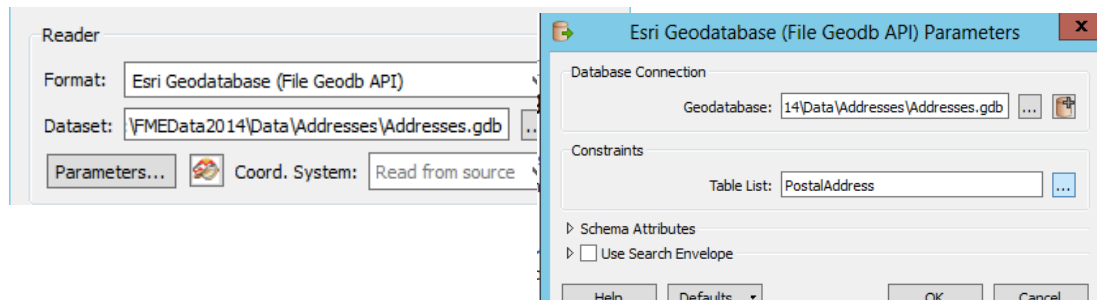 Reader
Format: Esri Geodatabase (File Geodb API)
Dataset: :\FMEData2014\Data\Addresses\Addresses.gdb ...
Parameters... Coord. System: Read from source
Esri Geodatabase (File Geodb API) Parameters x
Database Connection
Geodatabase: 14\Data\Addresses\Addresses.gdb ...
Constraints
Table List: PostalAddress ...
Schema Attributes
Use Search Envelope
Help Defaults OK Cancel